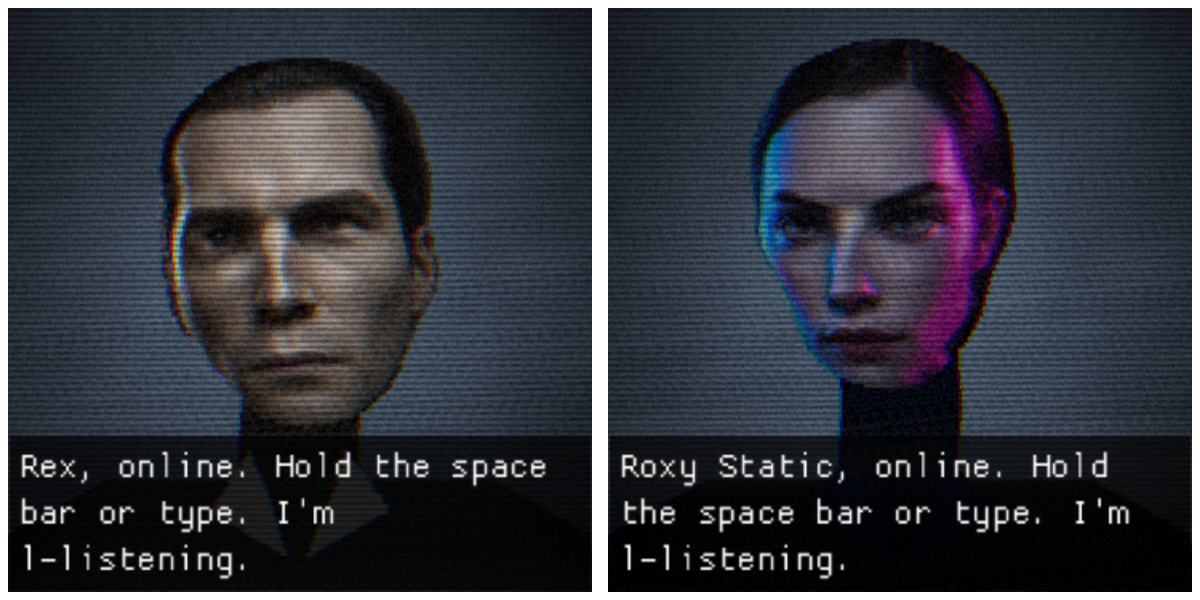 Rex, online. Hold the space
bar or type. I'm
l-listening.
Roxy Static, online. Hold
the space bar or type. I'm
l-listening.